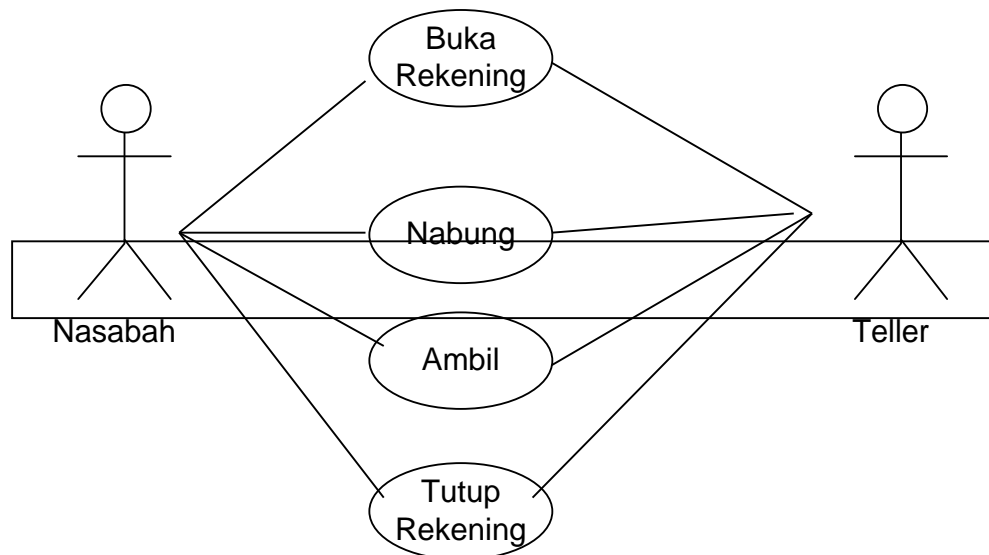 Buka
Rekening
Nabung
Nasabah
Teller
Ambil
Tutup
Rekening